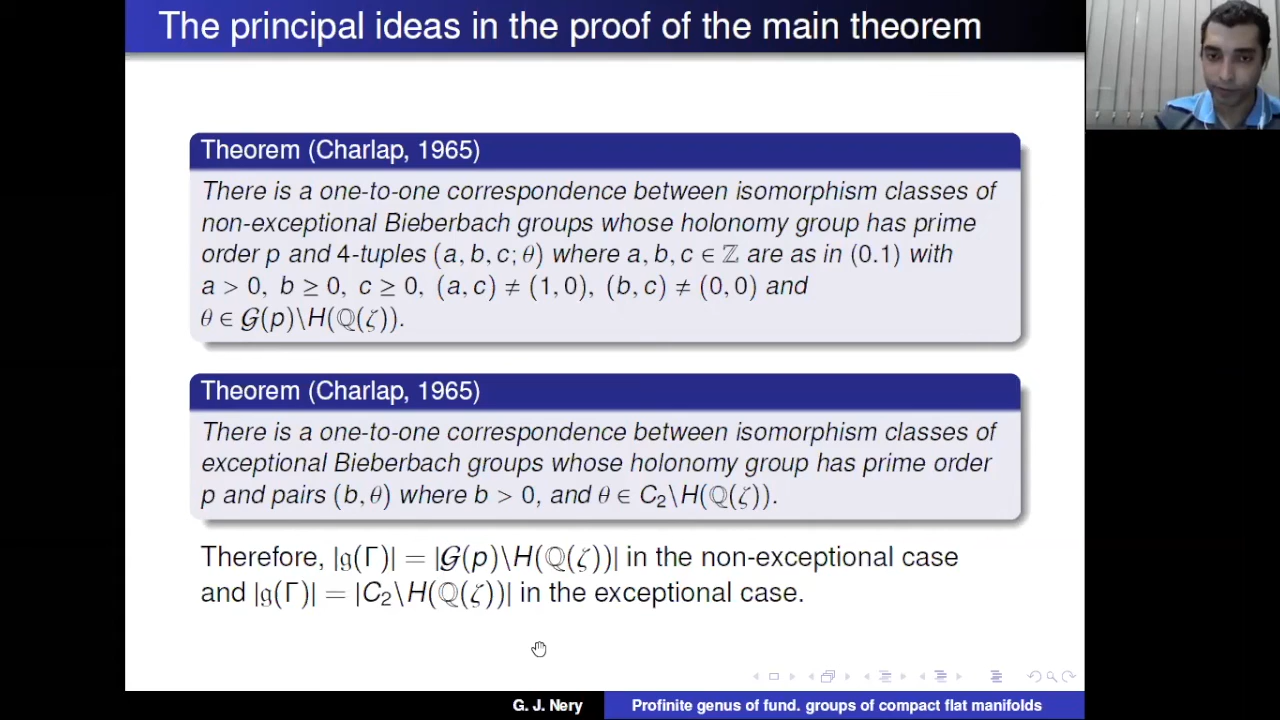 The principal ideas in the proof of the main theorem
Theorem (Charlap, 1965)
There is a one-to-one correspondence between isomorphism classes of
non-exceptional Bieberbach groups whose holonomy group has prime
order p and 4-tuples (a, b, c; θ) where a, b, c ∈ ℤ are as in (0.1) with
a > 0, b ≥ 0, c ≥ 0, (a, c) ≠ (1, 0), (b, c) ≠ (0, 0) and
θ ∈ 𝒢(p)\H(ℚ(ζ)).
Theorem (Charlap, 1965)
There is a one-to-one correspondence between isomorphism classes of
exceptional Bieberbach groups whose holonomy group has prime order
p and pairs (b, θ) where b > 0, and θ ∈ C₂\H(ℚ(ζ)).
Therefore, |𝔤(Γ)| = |𝒢(p)\H(ℚ(ζ))| in the non-exceptional case
and |𝔤(Γ)| = |C₂\H(ℚ(ζ))| in the exceptional case.
G. J. Nery
Profinite genus of fund. groups of compact flat manifolds